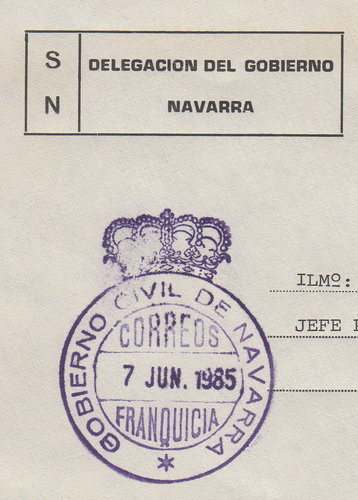 S
N
DELEGACION DEL GOBIERNO
NAVARRA
GOBIERNO CIVIL DE NAVARRA
CORREOS
7 JUN. 1985
FRANQUICIA
*
ILMº:
JEFE